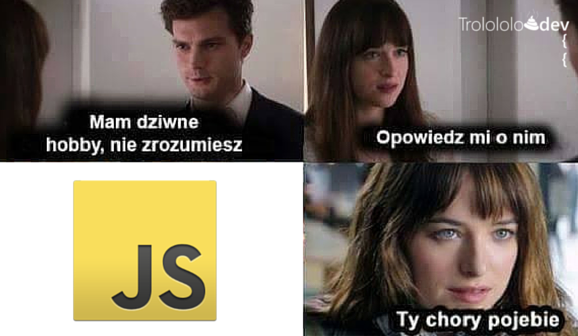 Trolololo dev
{
{
Mam dziwne
hobby, nie zrozumiesz
Opowiedz mi o nim
JS
Ty chory pojebie